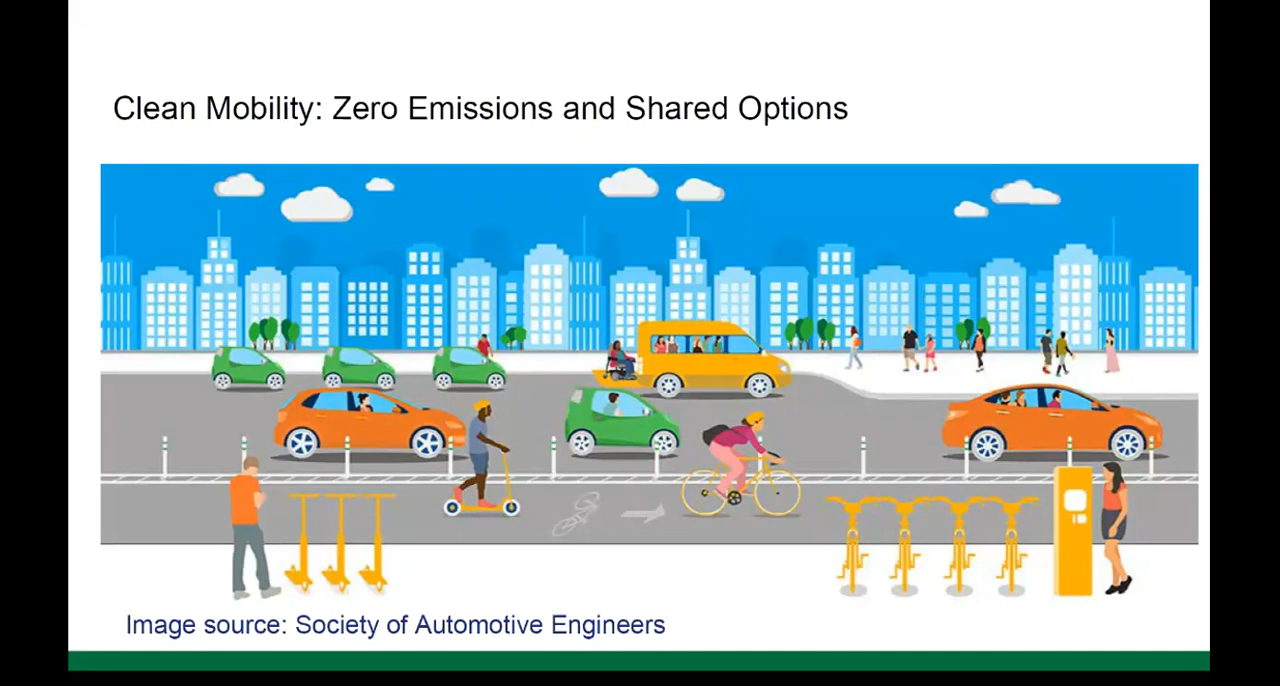 Clean Mobility: Zero Emissions and Shared Options
Image source: Society of Automotive Engineers